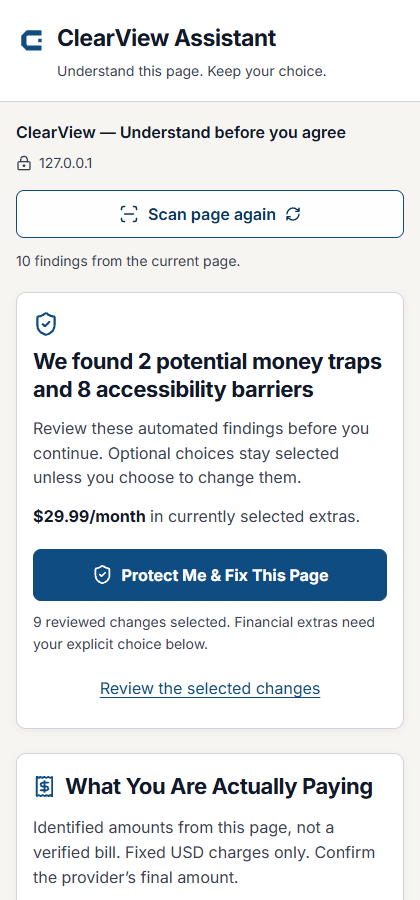 ClearView Assistant
Understand this page. Keep your choice.
ClearView — Understand before you agree
127.0.0.1
Scan page again
10 findings from the current page.
We found 2 potential money traps
and 8 accessibility barriers
Review these automated findings before you
continue. Optional choices stay selected
unless you choose to change them.
$29.99/month in currently selected extras.
Protect Me & Fix This Page
9 reviewed changes selected. Financial extras need
your explicit choice below.
Review the selected changes
What You Are Actually Paying
Identified amounts from this page, not a
verified bill. Fixed USD charges only. Confirm
the provider’s final amount.